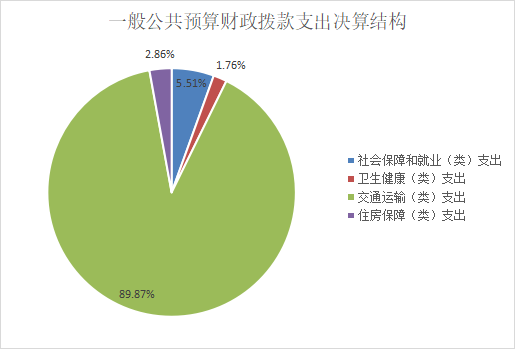 一般公共预算财政拨款支出决算结构
2.86%
1.76%
5.51%
社会保障和就业（类）支出
卫生健康（类）支出
交通运输（类）支出
住房保障（类）支出
89.87%